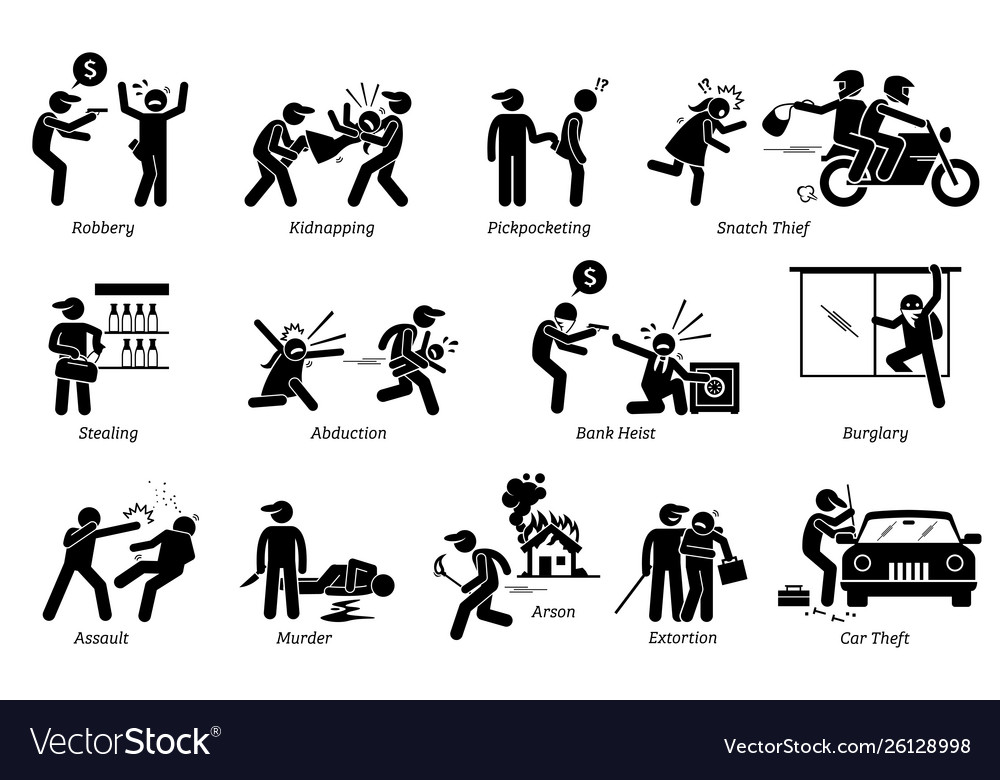 $
!?
!?
Robbery
Kidnapping
Pickpocketing
Snatch Thief
$
Stealing
Abduction
Bank Heist
Burglary
Arson
Assault
Murder
Extortion
Car Theft
VectorStock®
VectorStock.com/26128998